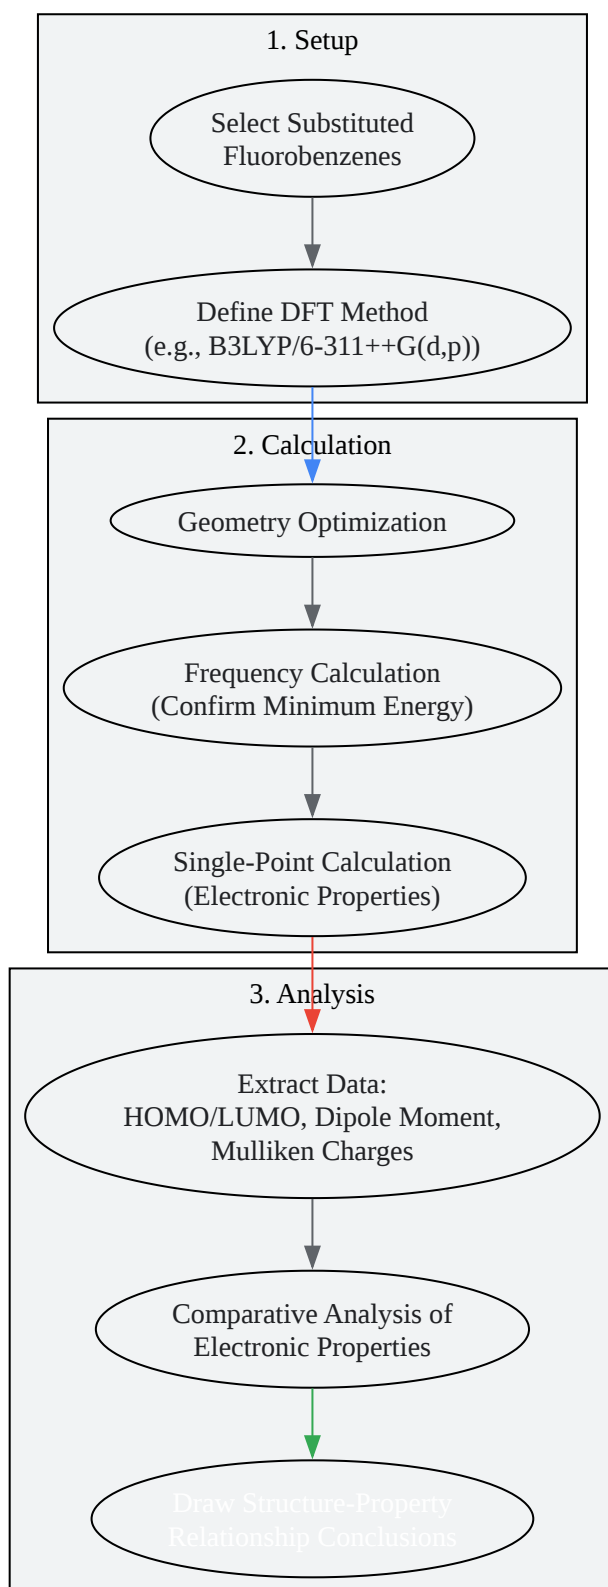 1. Setup
Select Substituted
Fluorobenzenes
Define DFT Method
(e.g., B3LYP/6-311++G(d,p))
2. Calculation
Geometry Optimization
Frequency Calculation
(Confirm Minimum Energy)
Single-Point Calculation
(Electronic Properties)
3. Analysis
Extract Data:
HOMO/LUMO, Dipole Moment,
Mulliken Charges
Comparative Analysis of
Electronic Properties
Draw Structure-Property
Relationship Conclusions